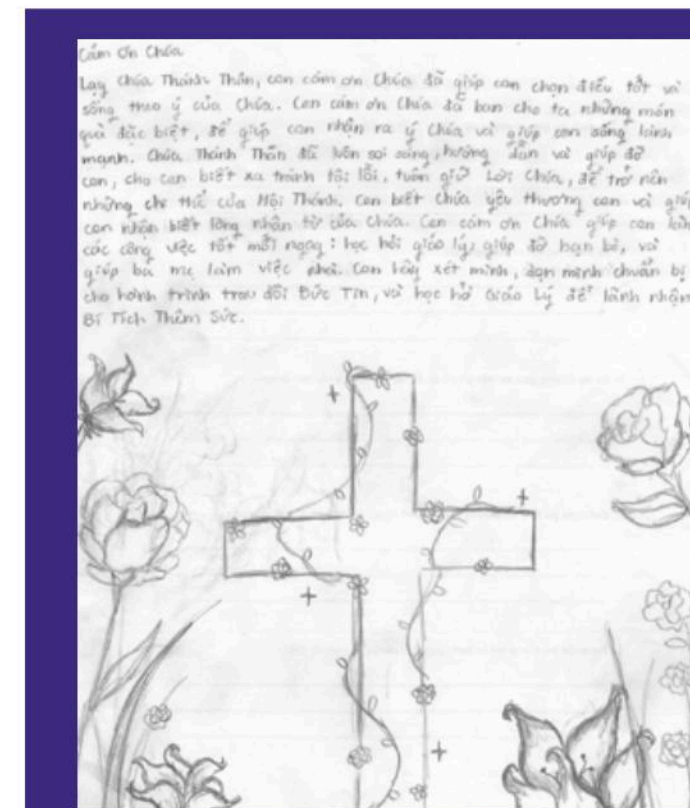 Cảm Ơn Chúa
Lạy Chúa Thánh Thần, con cảm ơn Chúa đã giúp con chọn điều tốt và
sống theo ý của Chúa. Con cảm ơn Chúa đã ban cho ta những món
quà đặc biệt, để giúp con nhận ra ý Chúa và giúp con sống lành
mạnh. Chúa Thánh Thần đã luôn soi sáng, hướng dẫn và giúp đỡ
con, cho con biết xa tránh tội lỗi, tuân giữ Lời Chúa, để trở nên
những chi thể của Hội Thánh. Con biết Chúa yêu thương con và giúp
con nhận biết lòng nhân từ của Chúa. Con cảm ơn Chúa giúp con làm
các công việc tốt mỗi ngày: học hỏi giáo lý, giúp đỡ bạn bè, và
giúp ba mẹ làm việc nhà. Con hãy xét mình, dọn mình chuẩn bị
cho hành trình trau dồi Đức Tin, và học hỏi Giáo Lý để lãnh nhận
Bí Tích Thêm Sức.